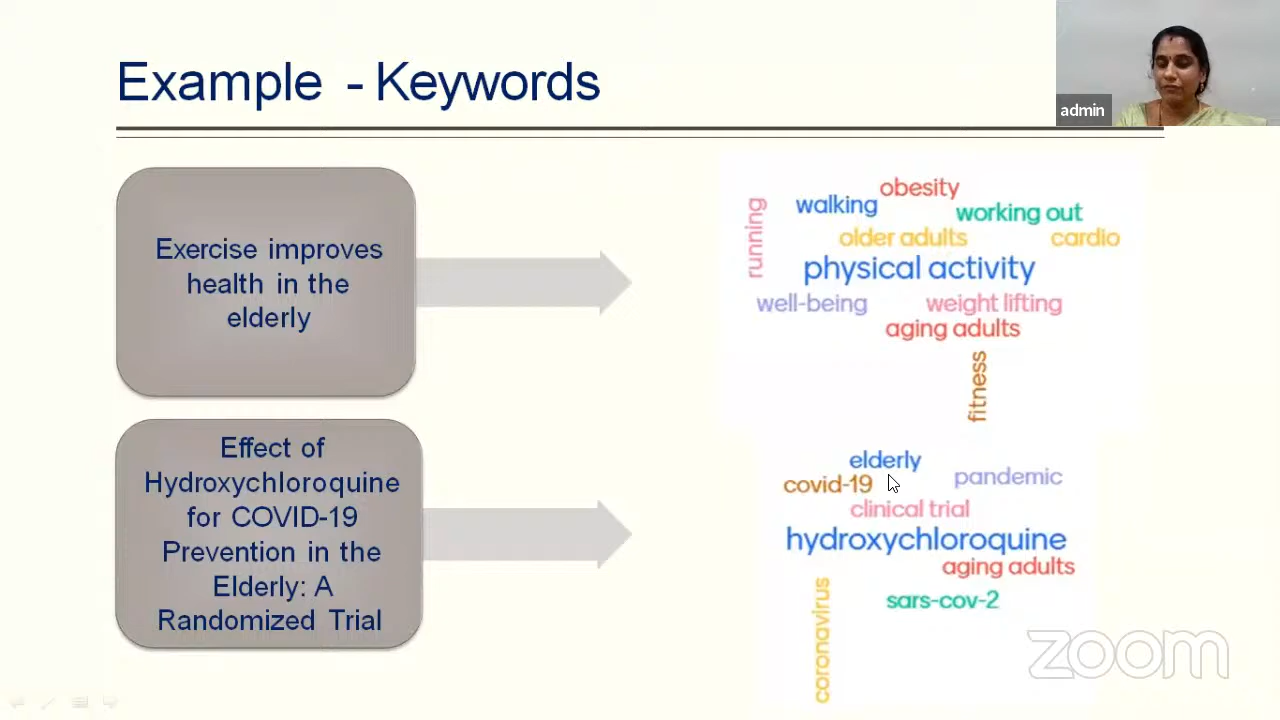 Example - Keywords
admin
Exercise improves
health in the
elderly
obesity
walking
running
working out
older adults
cardio
physical activity
well-being
weight lifting
aging adults
fitness
Effect of
Hydroxychloroquine
for COVID-19
Prevention in the
Elderly: A
Randomized Trial
elderly
covid-19
pandemic
clinical trial
hydroxychloroquine
aging adults
sars-cov-2
coronavirus
zoom